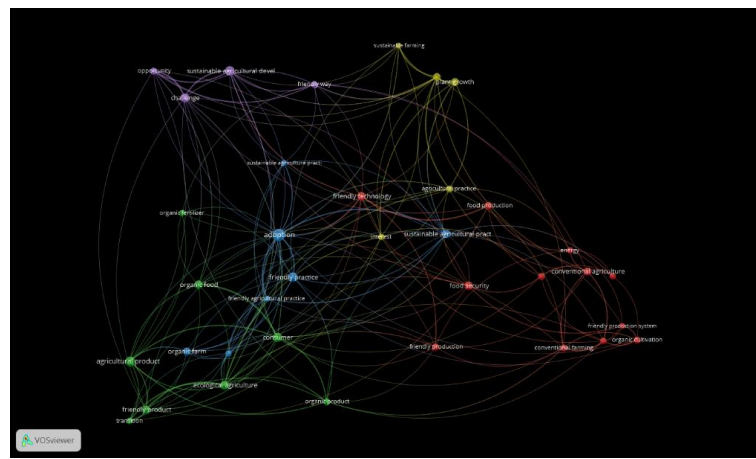 sustainable farming
opportunity
sustainable agricultural devel.
plant growth
friendly way
challenge
sustainable agriculture practi
agricultural practice
friendly technology
food production
organic fertilizer
adoption
interest
sustainable agricultural pract
energy
conventional agriculture
friendly practice
organic food
food security
friendly agricultural practice
friendly production system
consumer
organic cultivation
friendly production
conventional farming
organic farm
agricultural product
ecological agriculture
organic product
friendly product
transition
VOSviewer